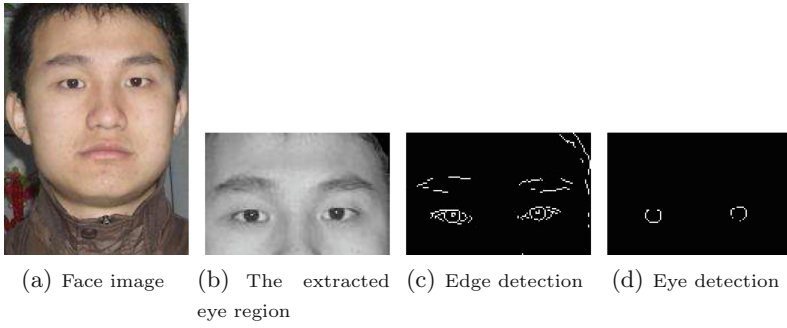 (a) Face image
(b) The extracted
eye region
(c) Edge detection
(d) Eye detection